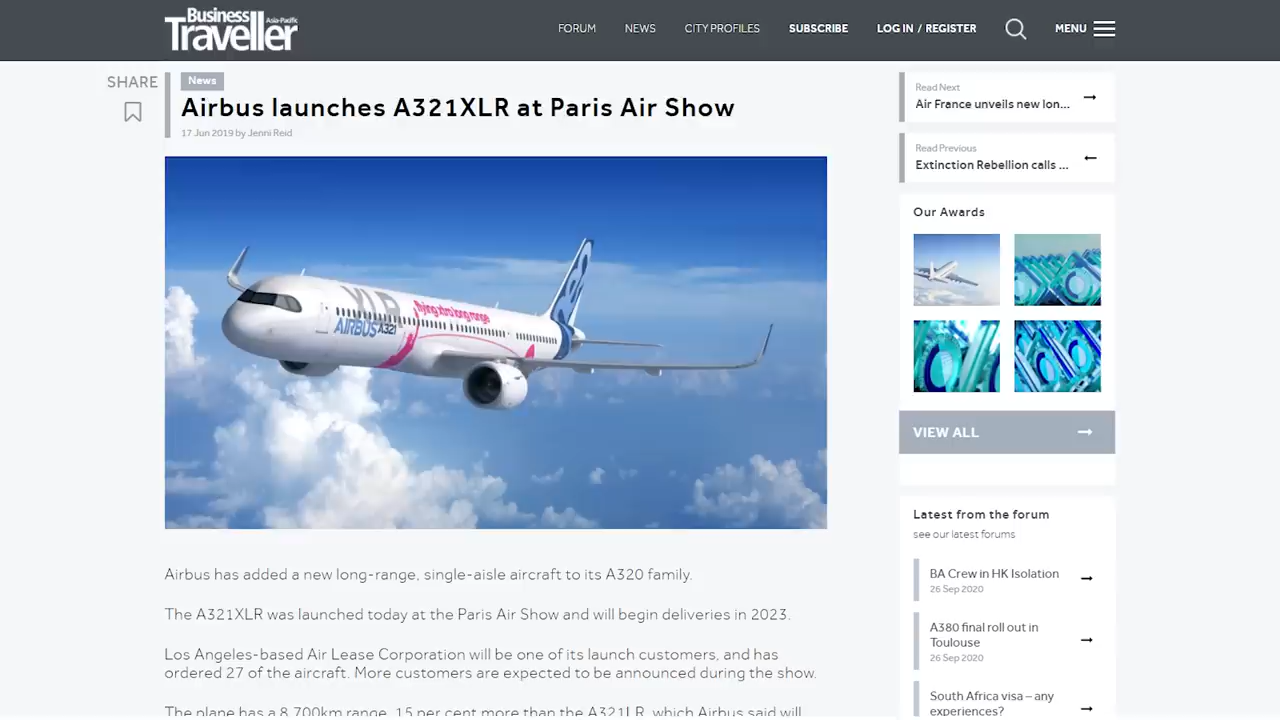 Business
Asia-Pacific
Traveller
FORUM
NEWS
CITY PROFILES
SUBSCRIBE
LOG IN / REGISTER
MENU
SHARE
News
Airbus launches A321XLR at Paris Air Show
17 Jun 2019 by Jenni Reid
XLR
AIRBUS A321
flying xtra long range
Airbus has added a new long-range, single-aisle aircraft to its A320 family.
The A321XLR was launched today at the Paris Air Show and will begin deliveries in 2023.
Los Angeles-based Air Lease Corporation will be one of its launch customers, and has
ordered 27 of the aircraft. More customers are expected to be announced during the show.
The plane has a 8,700km range, 15 per cent more than the A321LR, which Airbus said will
Read Next
Air France unveils new lon...
Read Previous
Extinction Rebellion calls ...
Our Awards
VIEW ALL
Latest from the forum
see our latest forums
BA Crew in HK Isolation
26 Sep 2020
A380 final roll out in
Toulouse
26 Sep 2020
South Africa visa – any
experiences?